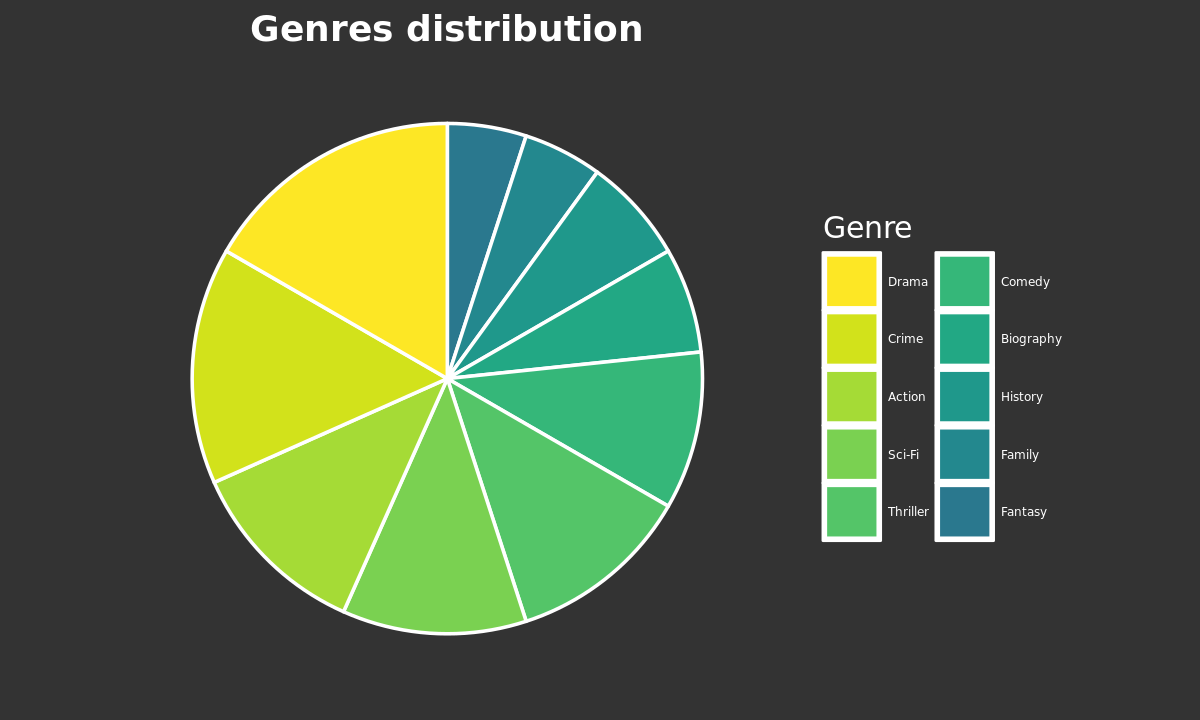 Genres distribution
Genre
Drama
Crime
Action
Sci-Fi
Thriller
Comedy
Biography
History
Family
Fantasy